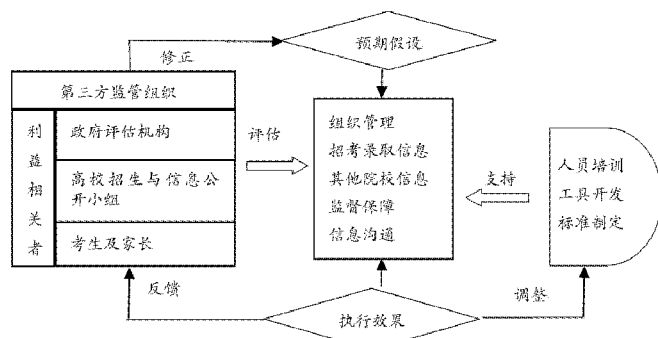 预期假设
修正
第三方监管组织
利益相关者
政府评估机构
高校招生与信息公
开小组
考生及家长
评估
组织管理
招考录取信息
其他院校信息
监督保障
信息沟通
支持
人员培训
工具开发
标准制定
反馈
执行效果
调整